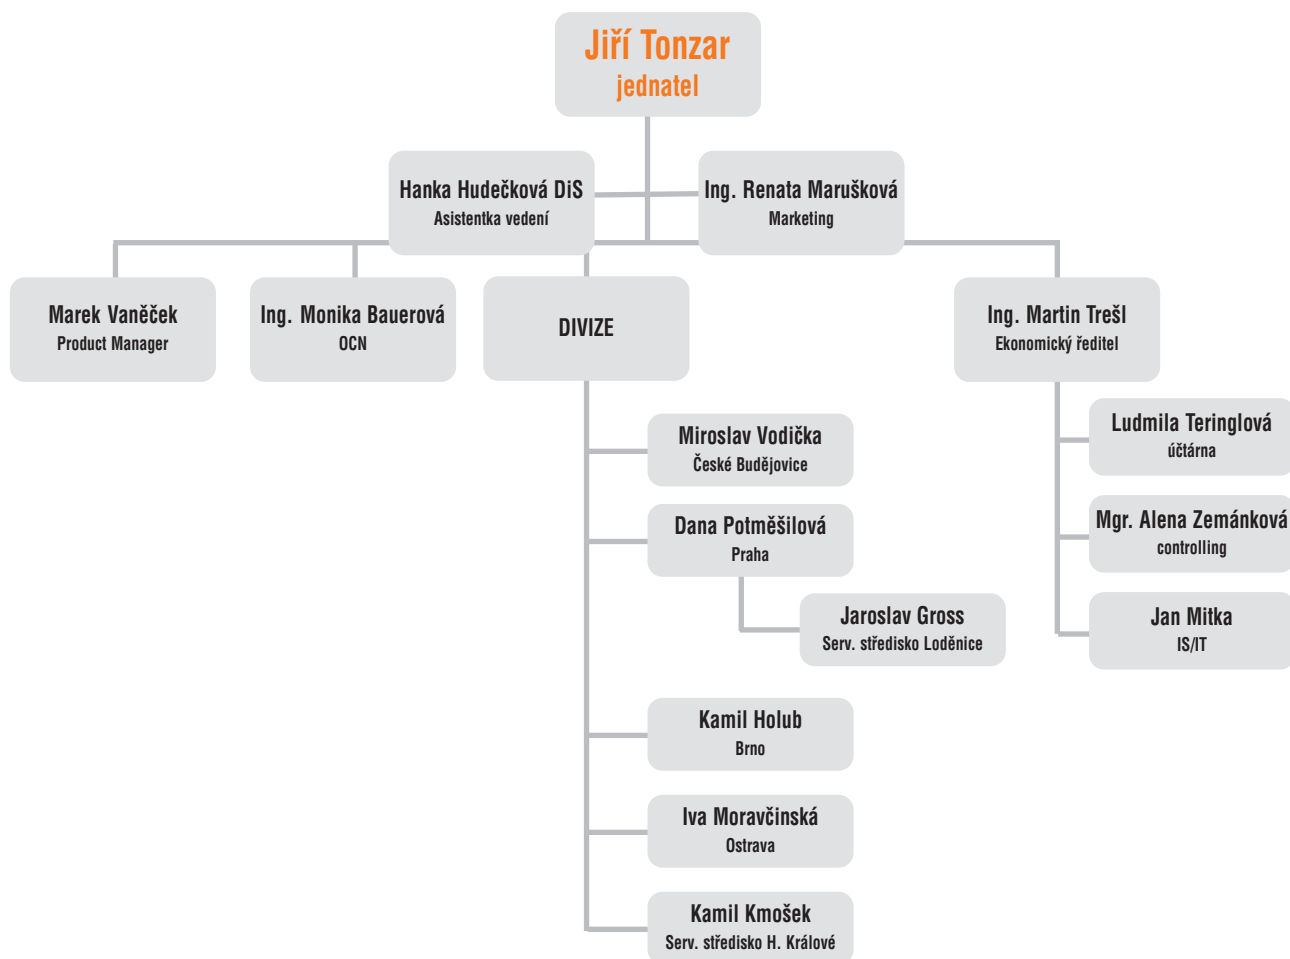 Jiří Tonzar
jednatel
Hanka Hudečková DiS
Asistentka vedení
Ing. Renata Marušková
Marketing
Marek Vaněček
Product Manager
Ing. Monika Bauerová
OCN
DIVIZE
Ing. Martin Trešl
Ekonomický ředitel
Miroslav Vodička
České Budějovice
Dana Potměšilová
Praha
Jaroslav Gross
Serv. středisko Loděnice
Kamil Holub
Brno
Iva Moravčinská
Ostrava
Kamil Kmošek
Serv. středisko H. Králové
Ludmila Teringlová
účtárna
Mgr. Alena Zemánková
controlling
Jan Mitka
IS/IT